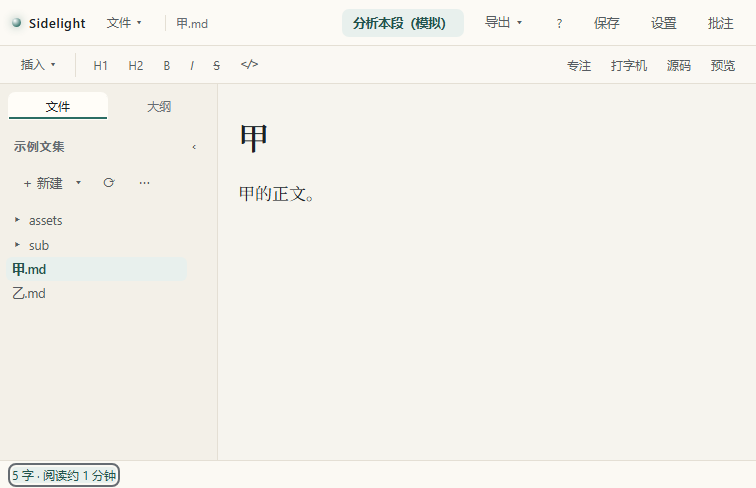 Sidelight 文件 甲.md 分析本段（模拟） 导出 ? 保存 设置 批注
插入 H1 H2 B I S </> 专注 打字机 源码 预览
文件 大纲
示例文集
+ 新建 ...
assets
sub
甲.md
乙.md
甲
甲的正文。
5 字 · 阅读约 1 分钟